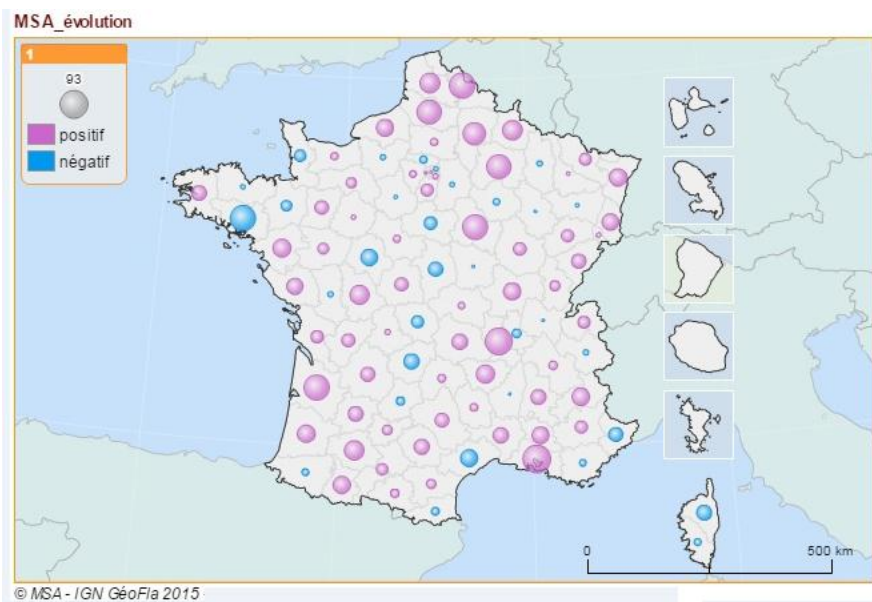 MSA_évolution
1
93
positif
négatif
0 500 km
© MSA - IGN GéoFla 2015